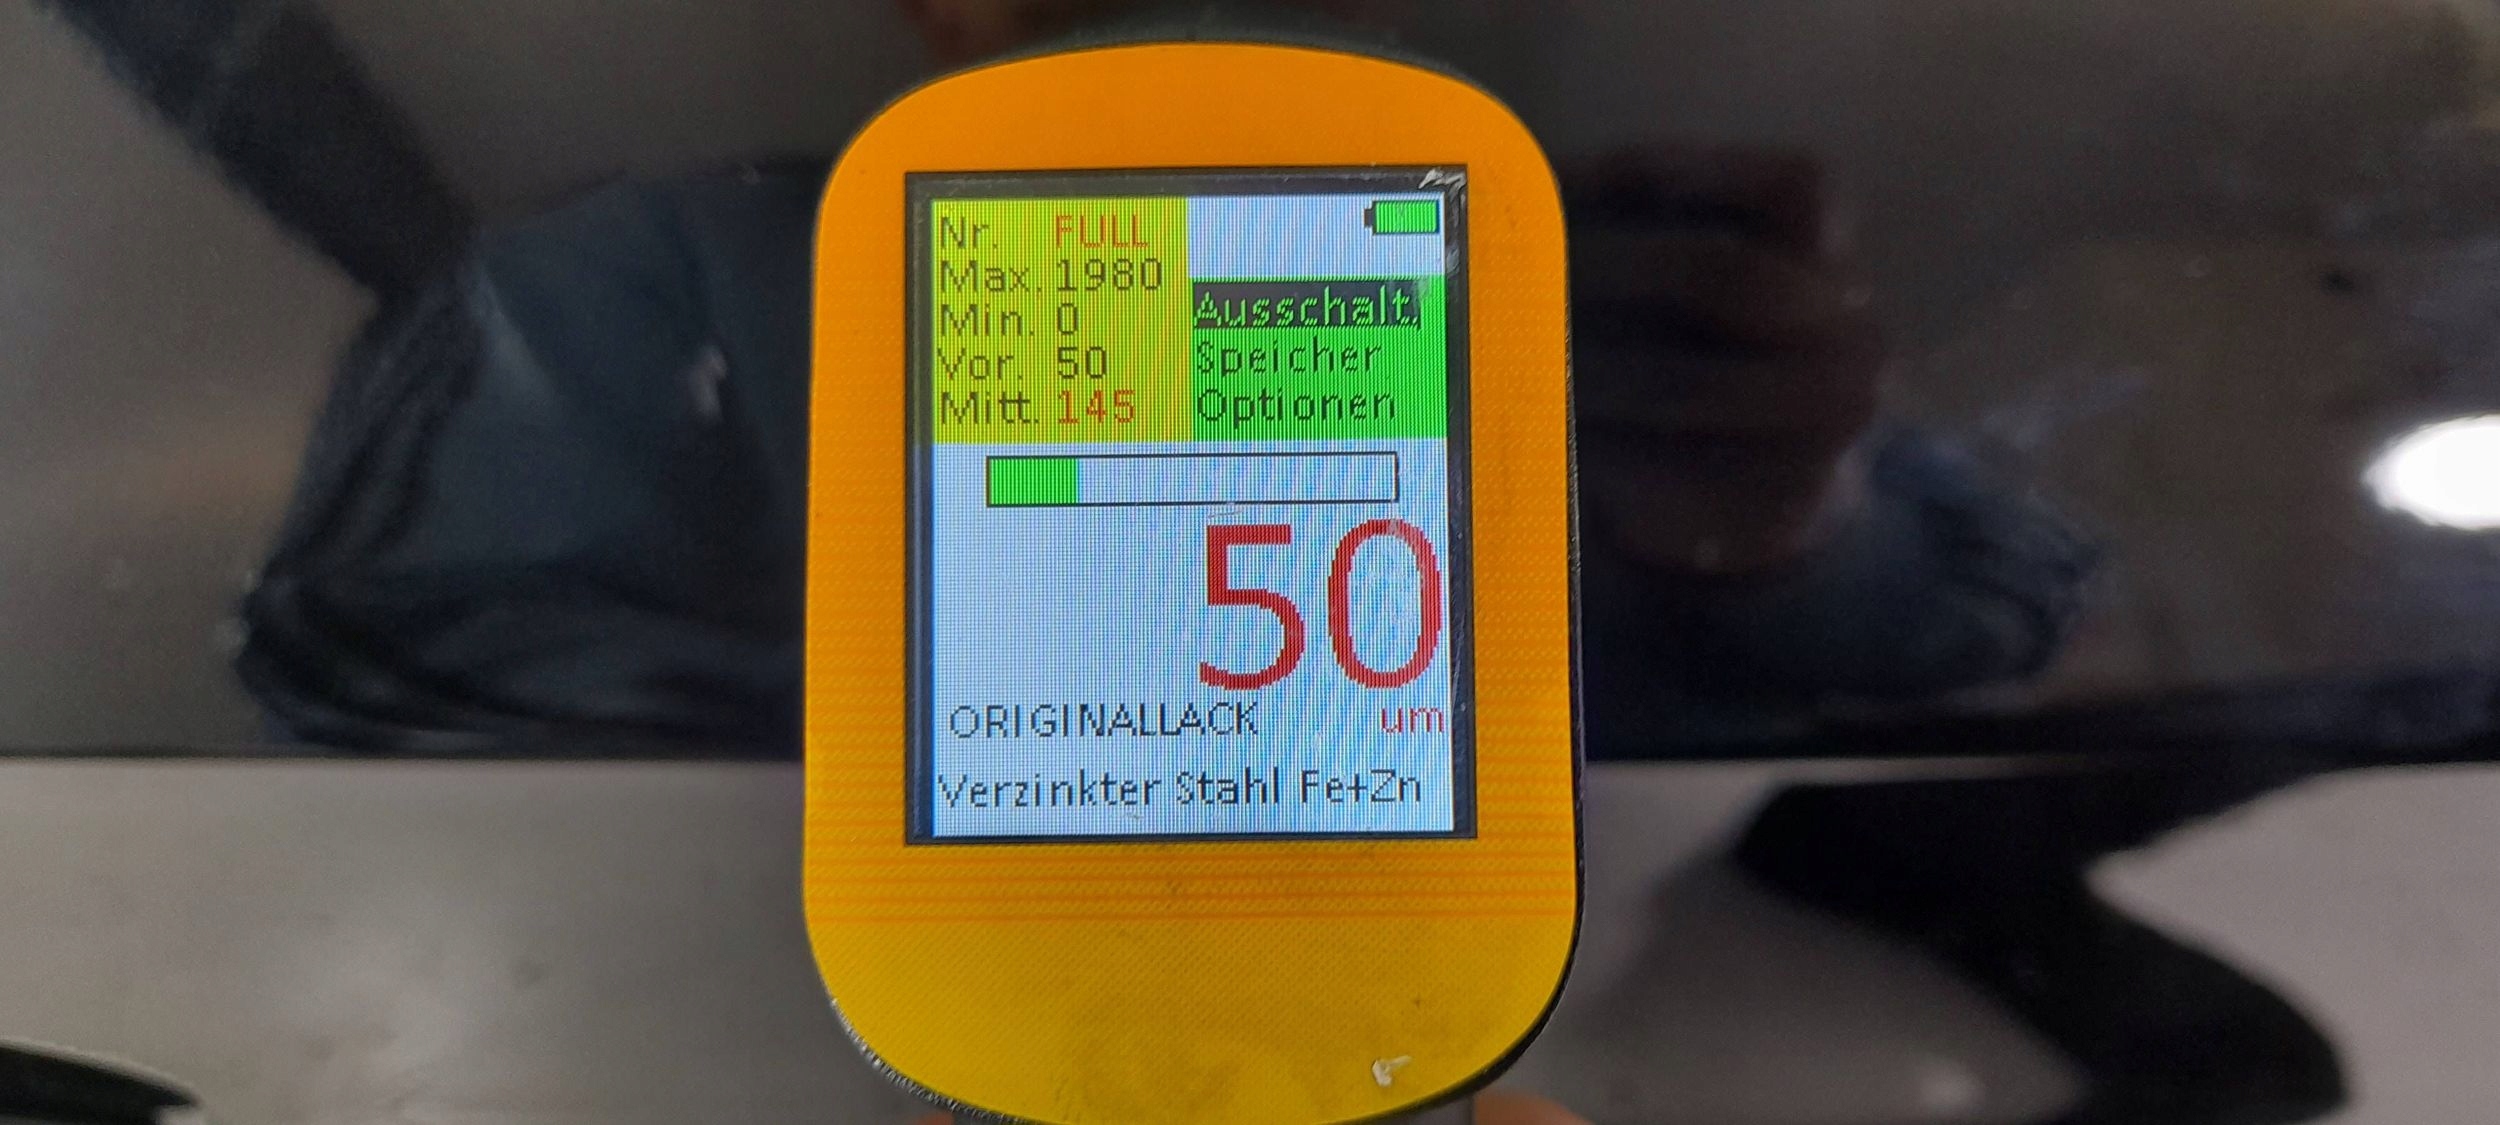 Nr. FULL
Max. 1980
Min. 0
Vor. 50
Mitt. 145
Ausschalt.
Speicher
Optionen
50
ORIGINALLACK um
Verzinkter Stahl Fe+Zn